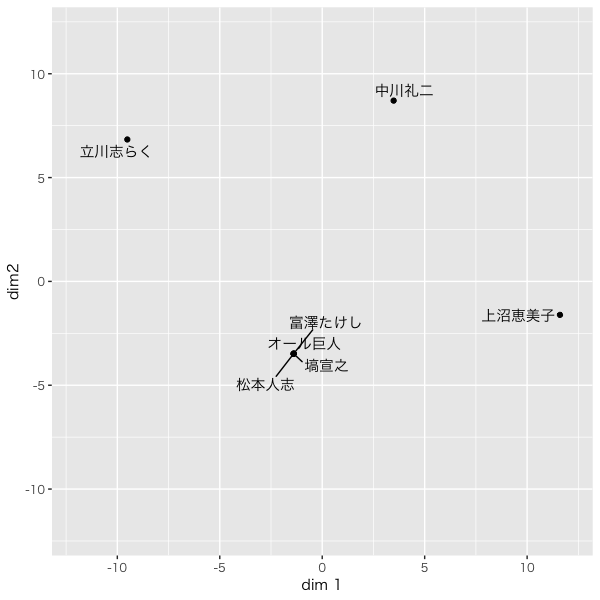 中川礼二
立川志らく
上沼恵美子
富澤たけし
オール巨人
塙宣之
松本人志
10
5
0
-5
-10
dim2
-10
-5
0
5
10
dim 1